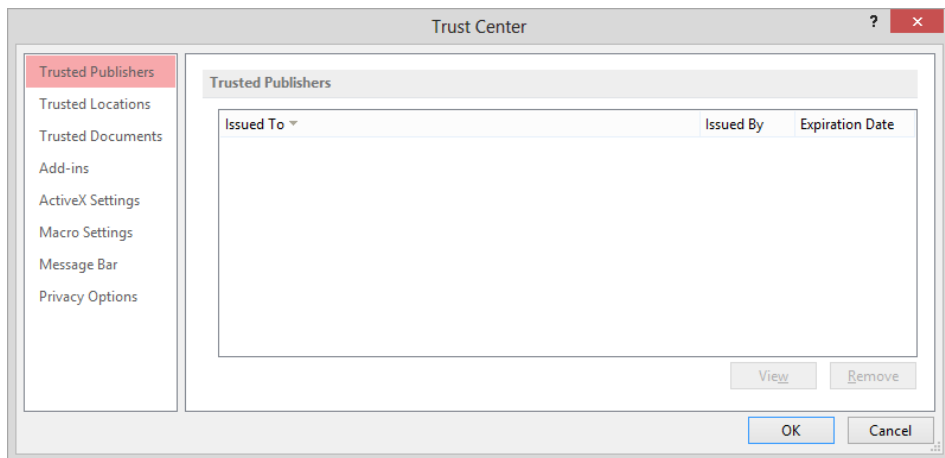 Trust Center
?
Trusted Publishers
Trusted Locations
Trusted Documents
Add-ins
ActiveX Settings
Macro Settings
Message Bar
Privacy Options
Trusted Publishers
Issued To Issued By Expiration Date
View Remove
OK Cancel